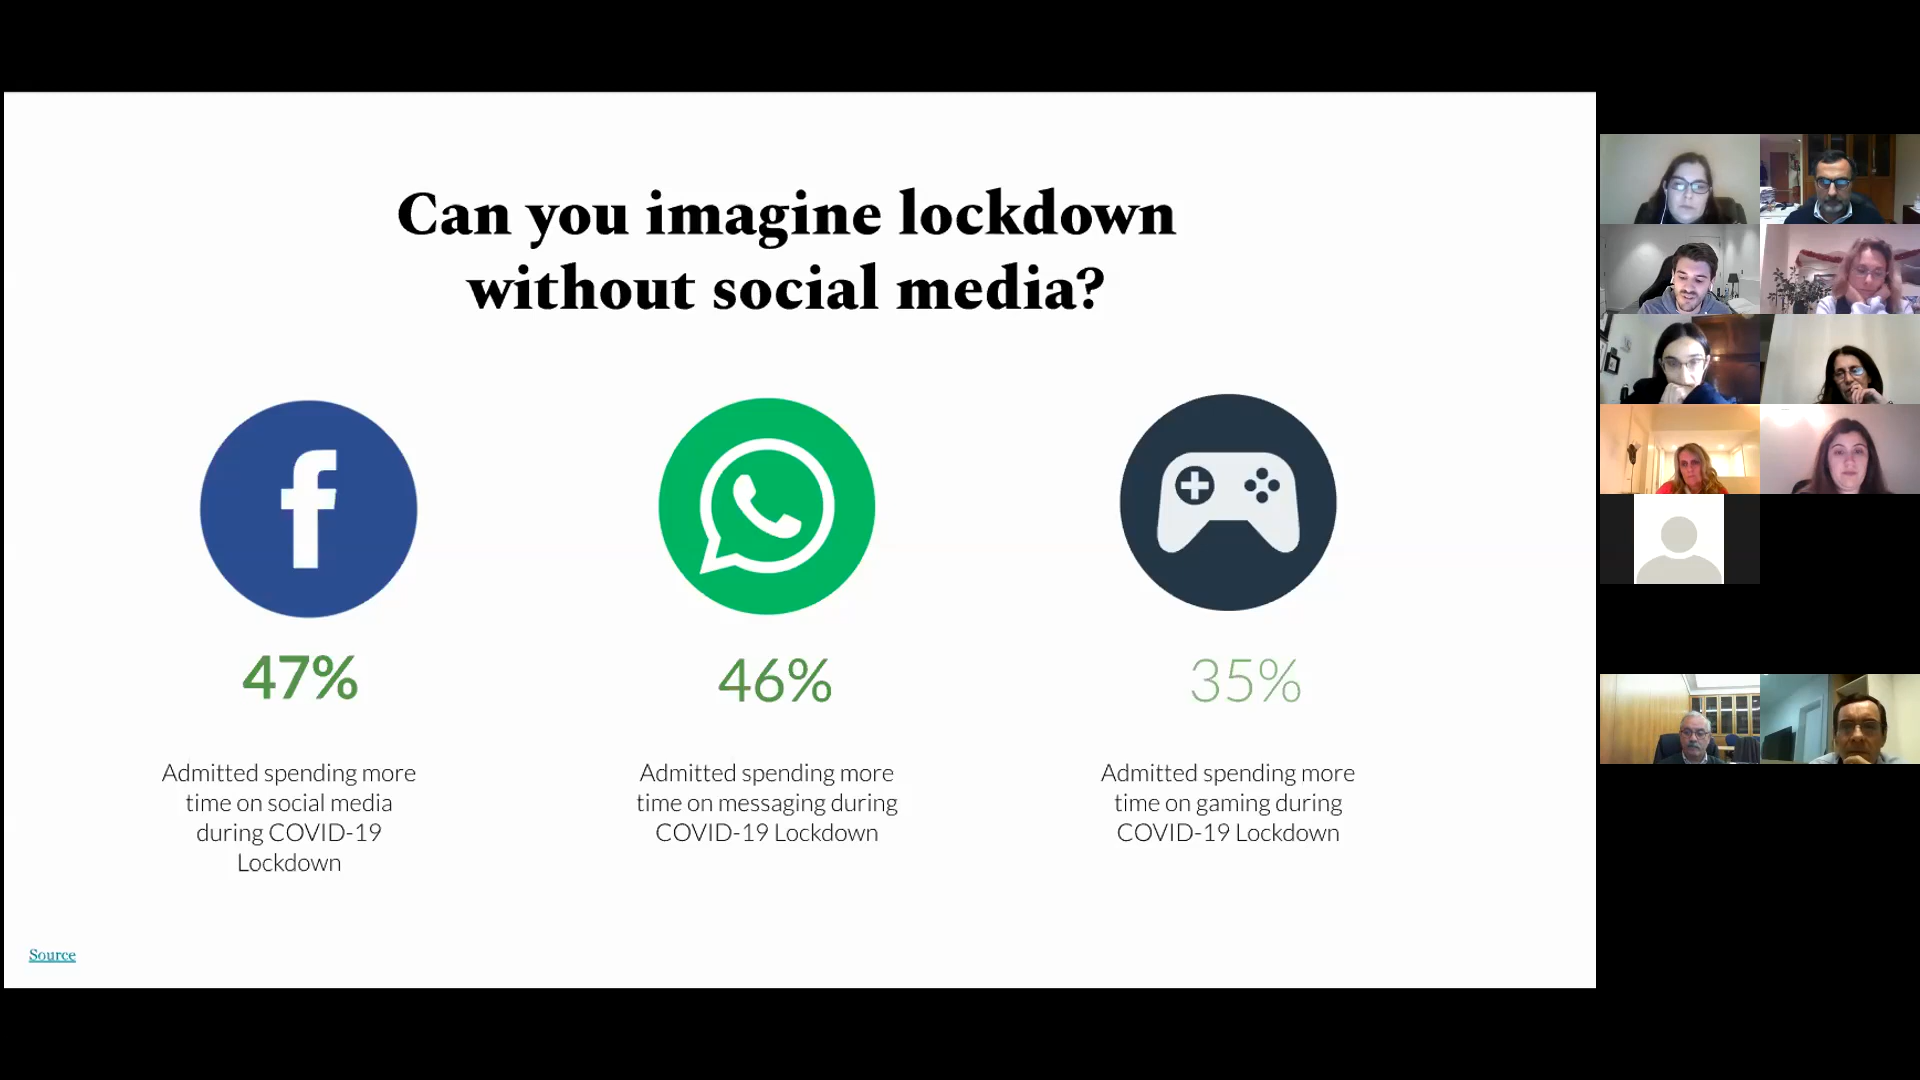 Can you imagine lockdown
without social media?
47%
46%
35%
Admitted spending more
time on social media
during COVID-19
Lockdown
Admitted spending more
time on messaging during
COVID-19 Lockdown
Admitted spending more
time on gaming during
COVID-19 Lockdown
Source